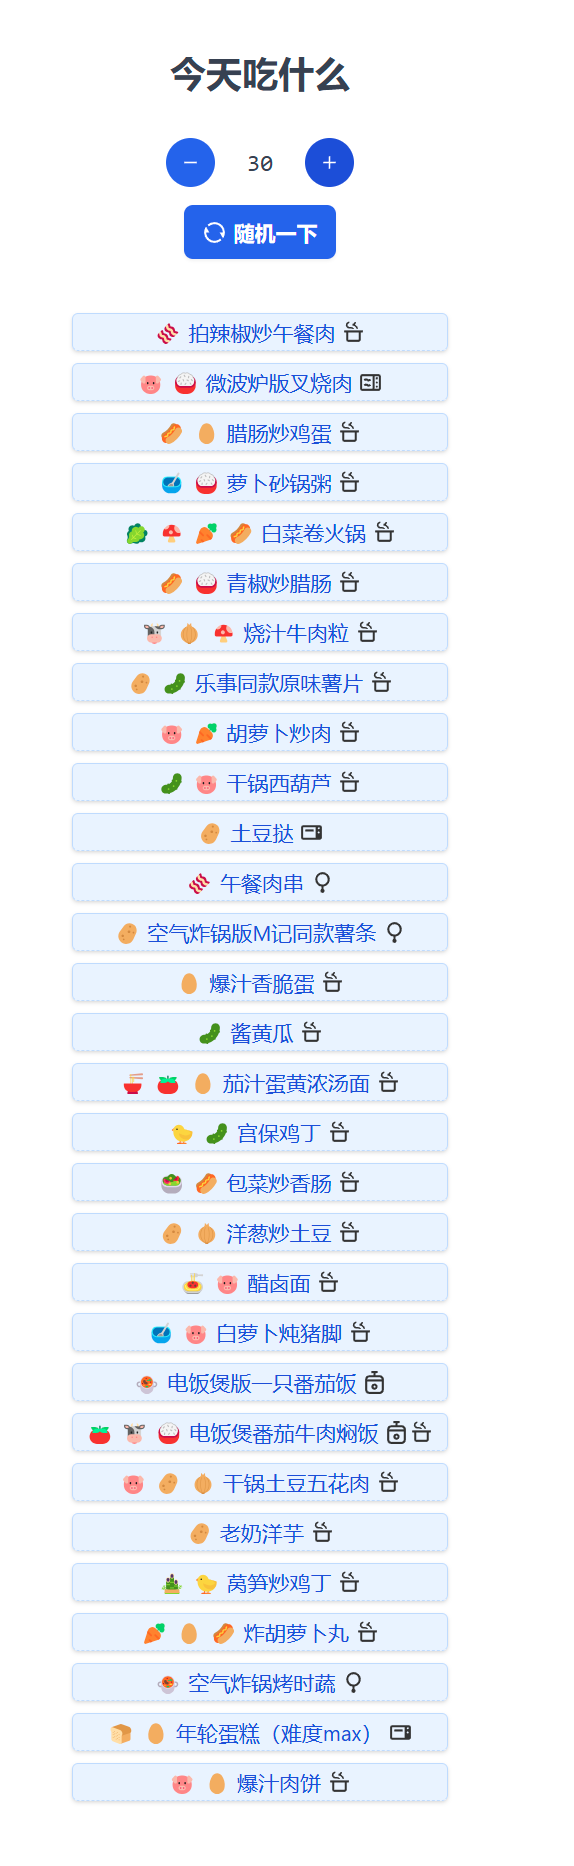 今天吃什么
30
随机一下
拍辣椒炒午餐肉
微波炉版叉烧肉
腊肠炒鸡蛋
萝卜砂锅粥
白菜卷火锅
青椒炒腊肠
烧汁牛肉粒
乐事同款原味薯片
胡萝卜炒肉
干锅西葫芦
土豆挞
午餐肉串
空气炸锅版M记同款薯条
爆汁香脆蛋
酱黄瓜
茄汁蛋黄浓汤面
宫保鸡丁
包菜炒香肠
洋葱炒土豆
醋卤面
白萝卜炖猪脚
电饭煲版一只番茄饭
电饭煲番茄牛肉焖饭
干锅土豆五花肉
老奶洋芋
莴笋炒鸡丁
炸胡萝卜丸
空气炸锅烤时蔬
年轮蛋糕（难度max）
爆汁肉饼